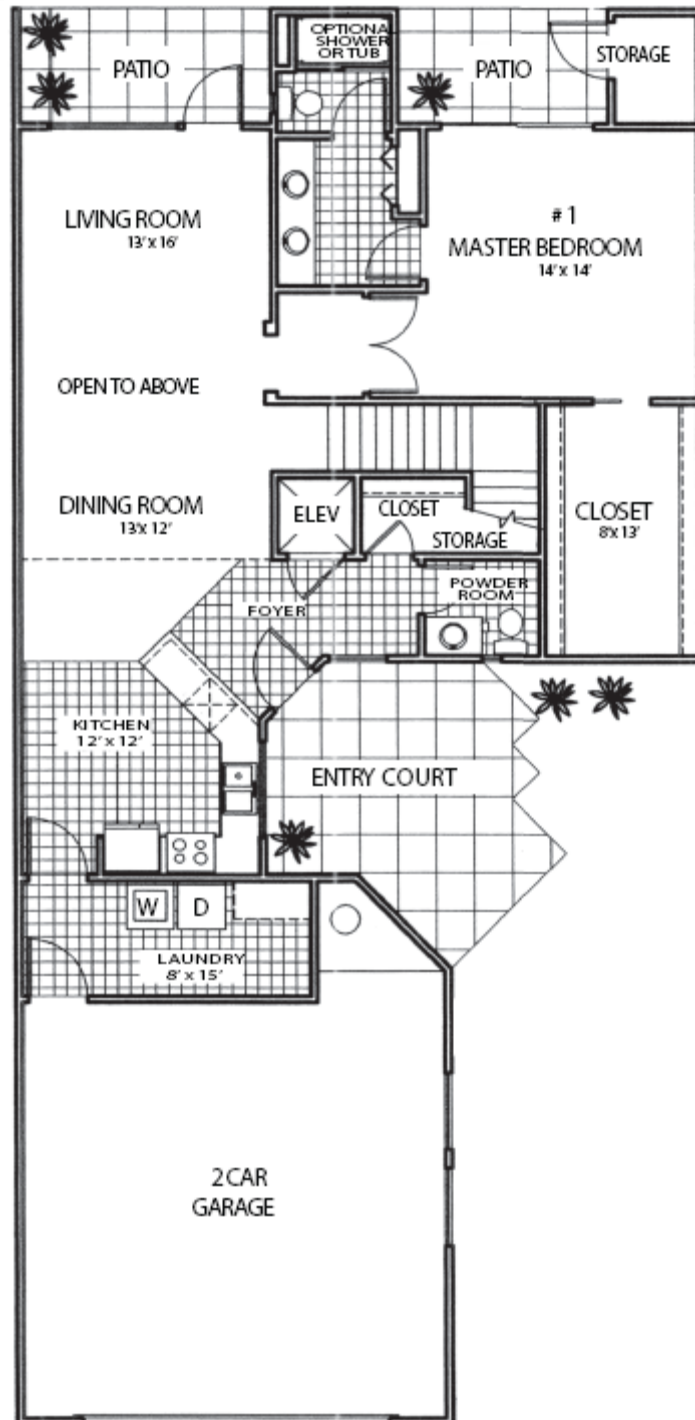 OPTIONA
SHOWER
OR TUB
PATIO
PATIO
STORAGE
LIVING ROOM
13' x 16'
# 1
MASTER BEDROOM
14' x 14'
OPEN TO ABOVE
DINING ROOM
13'x 12'
ELEV
CLOSET
STORAGE
CLOSET
8'x 13'
POWDER
ROOM
FOYER
KITCHEN
12' x 12'
ENTRY COURT
W
D
LAUNDRY
8' x 15'
2 CAR
GARAGE